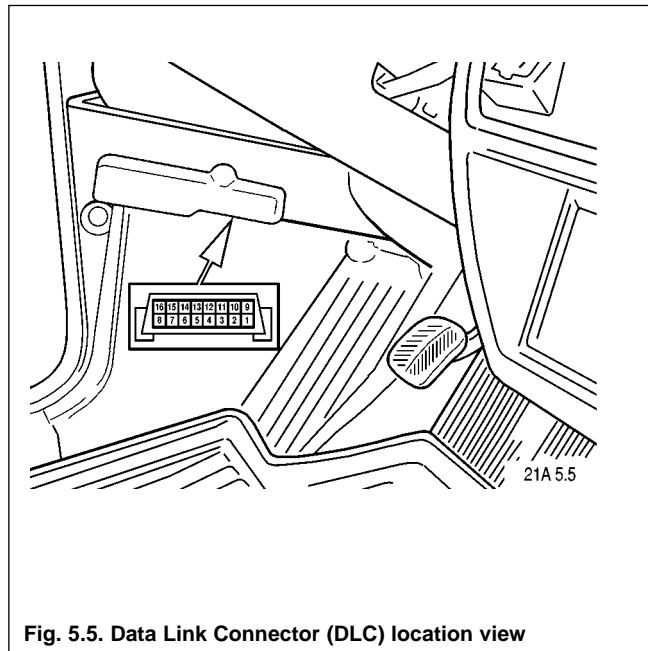 16 15 14 13 12 11 10 9
8 7 6 5 4 3 2 1
21A 5.5
Fig. 5.5. Data Link Connector (DLC) location view